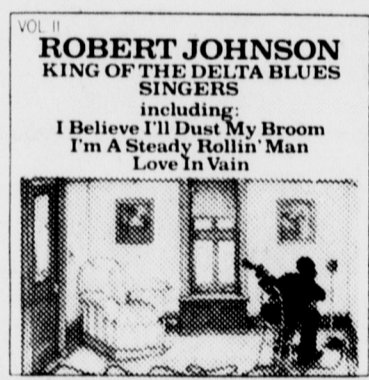 VOL II
ROBERT JOHNSON
KING OF THE DELTA BLUES
SINGERS
including:
I Believe I'll Dust My Broom
I'm A Steady Rollin' Man
Love In Vain